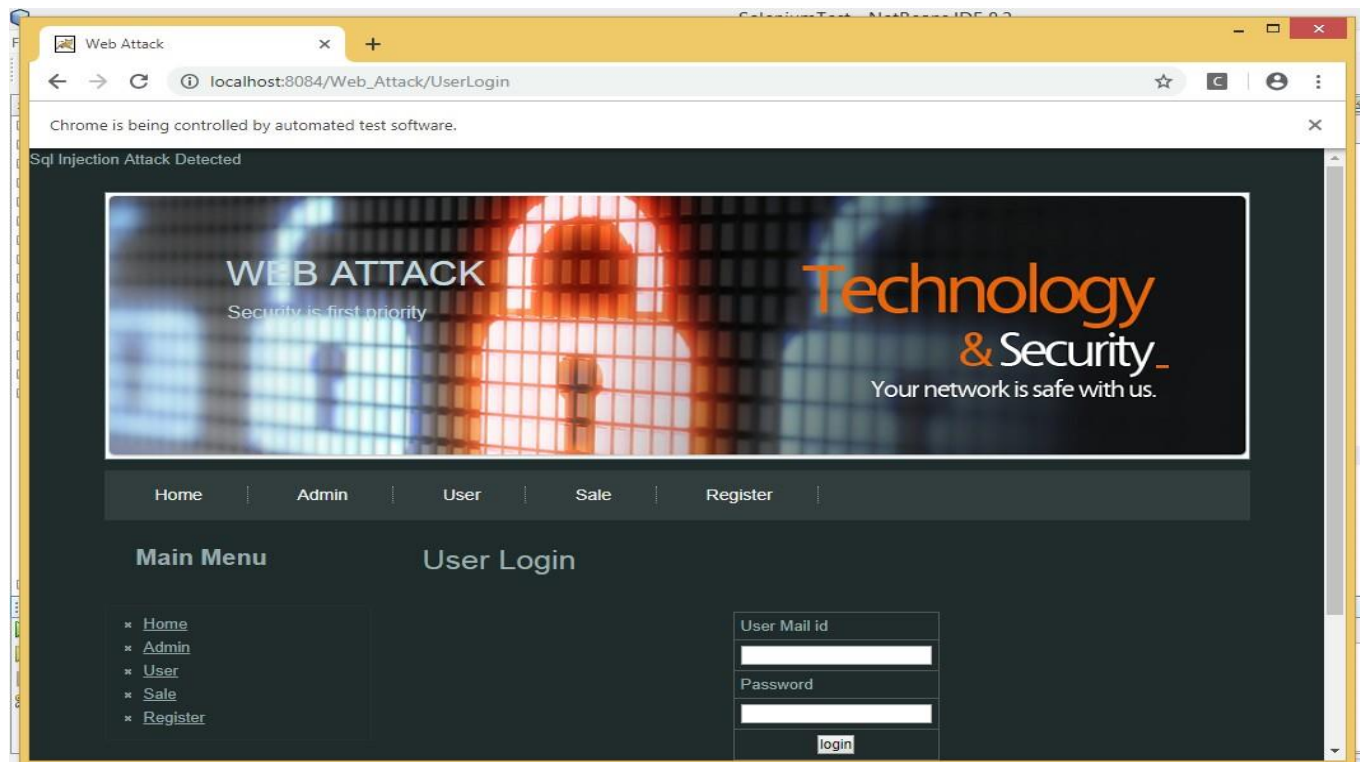 Web Attack
localhost:8084/Web_Attack/UserLogin
C
Chrome is being controlled by automated test software.
Sql Injection Attack Detected
WEB ATTACK
Security is first priority
Technology
& Security_
Your network is safe with us.
Home Admin User Sale Register
Main Menu
User Login
Home
Admin
User
Sale
Register
User Mail id
Password
login